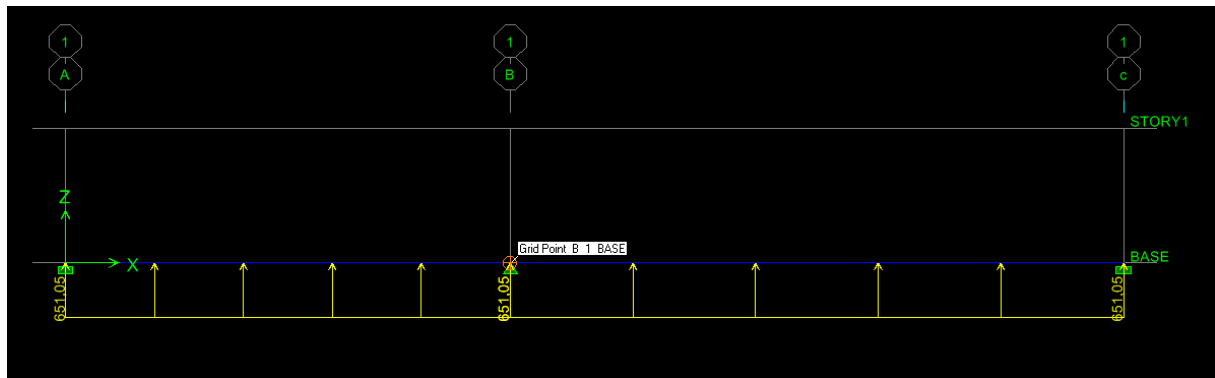 1
1
1
A
B
c
STORY1
Z
Grid Point B 1 BASE
X
BASE
651,05
651,05
651,05